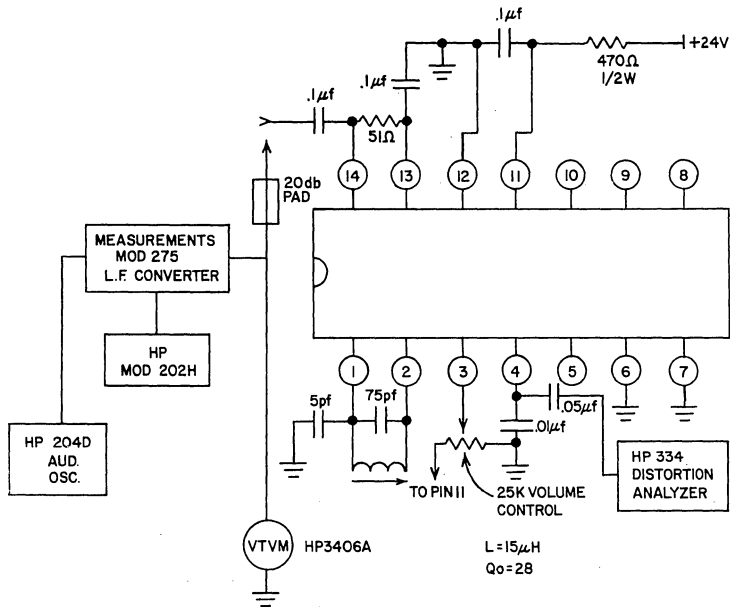 .1µf
.1µf
470Ω
1/2W
+24V
.1µf
51Ω
20db
PAD
14
13
12
11
10
9
8
MEASUREMENTS
MOD 275
L.F. CONVERTER
HP
MOD 202H
1
2
3
4
5
6
7
5pf
75pf
.05µf
.01µf
HP 204D
AUD.
OSC.
HP 334
DISTORTION
ANALYZER
TO PIN 11
25K VOLUME
CONTROL
VTVM
HP3406A
L=15µH
Qo=28